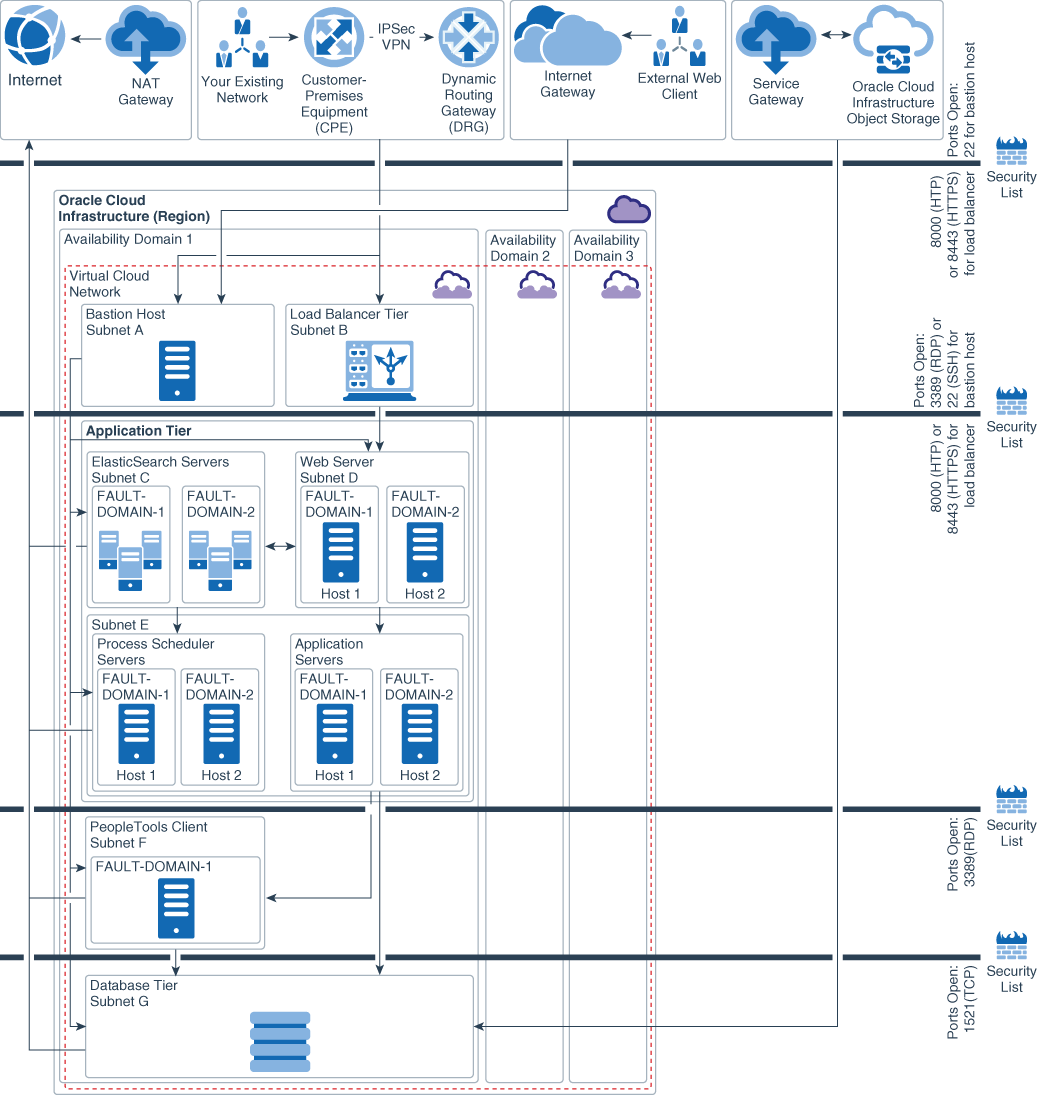 Internet
NAT
Gateway
Your Existing
Network
Customer-
Premises
Equipment
(CPE)
IPSec
VPN
Dynamic
Routing
Gateway
(DRG)
Internet
Gateway
External Web
Client
Service
Gateway
Oracle Cloud
Infrastructure
Object Storage
Ports Open:
22 for bastion host
Security
List
8000 (HTP)
or 8443 (HTTPS)
for load balancer
Oracle Cloud
Infrastructure (Region)
Availability Domain 1
Availability
Domain 2
Availability
Domain 3
Virtual Cloud
Network
Bastion Host
Subnet A
Load Balancer Tier
Subnet B
Ports Open:
3389 (RDP) or
22 (SSH) for
bastion host
Security
List
8000 (HTP) or
8443 (HTTPS) for
load balancer
Application Tier
ElasticSearch Servers
Subnet C
FAULT-
DOMAIN-1
FAULT-
DOMAIN-2
Web Server
Subnet D
FAULT-
DOMAIN-1
Host 1
FAULT-
DOMAIN-2
Host 2
Subnet E
Process Scheduler
Servers
FAULT-
DOMAIN-1
Host 1
FAULT-
DOMAIN-2
Host 2
Application
Servers
FAULT-
DOMAIN-1
Host 1
FAULT-
DOMAIN-2
Host 2
Security
List
Ports Open:
3389(RDP)
PeopleTools Client
Subnet F
FAULT-DOMAIN-1
Security
List
Ports Open:
1521(TCP)
Database Tier
Subnet G